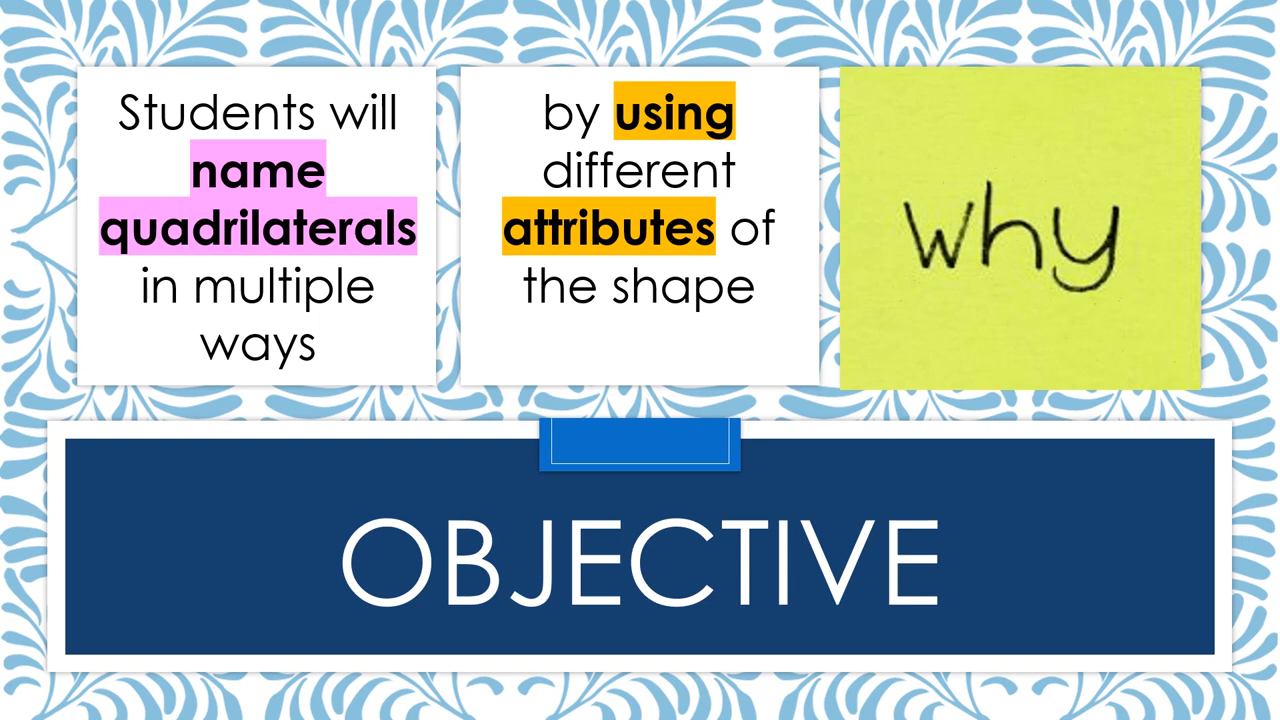 Students will
name
quadrilaterals
in multiple
ways
by using
different
attributes of
the shape
why
OBJECTIVE